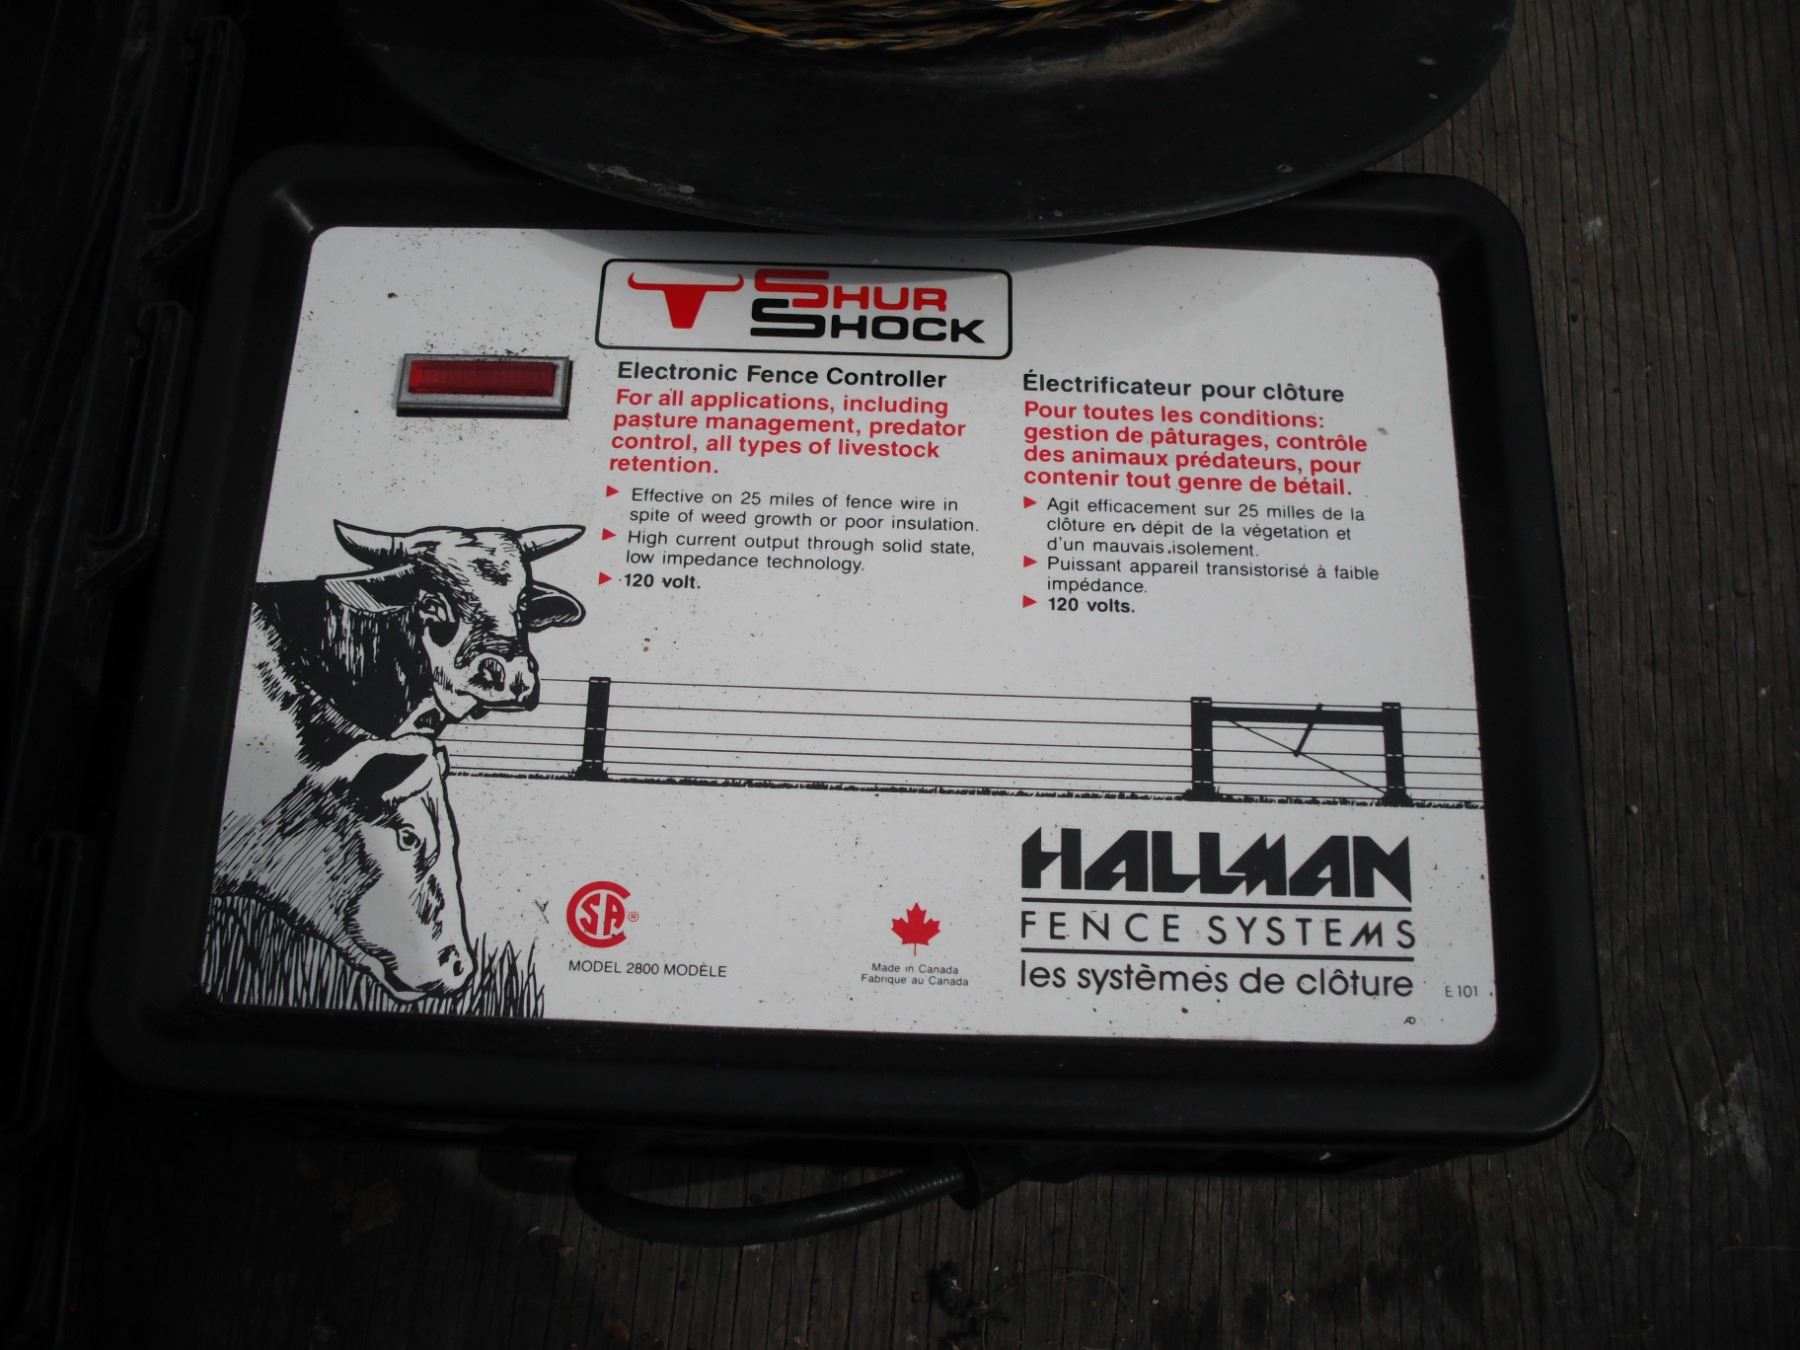 SHUR
SHOCK
Electronic Fence Controller
For all applications, including
pasture management, predator
control, all types of livestock
retention.
Effective on 25 miles of fence wire in
spite of weed growth or poor insulation.
High current output through solid state,
low impedance technology.
120 volt.
Électrificateur pour clôture
Pour toutes les conditions:
gestion de pâturages, contrôle
des animaux prédateurs, pour
contenir tout genre de bétail.
Agit efficacement sur 25 milles de la
clôture en dépit de la végetation et
d'un mauvais isolement.
Puissant appareil transistorisé à faible
impédance.
120 volts.
CSA ®
MODEL 2800 MODÈLE
Made in Canada
Fabrique au Canada
HALLMAN
FENCE SYSTEMS
les systèmes de clôture
E 101